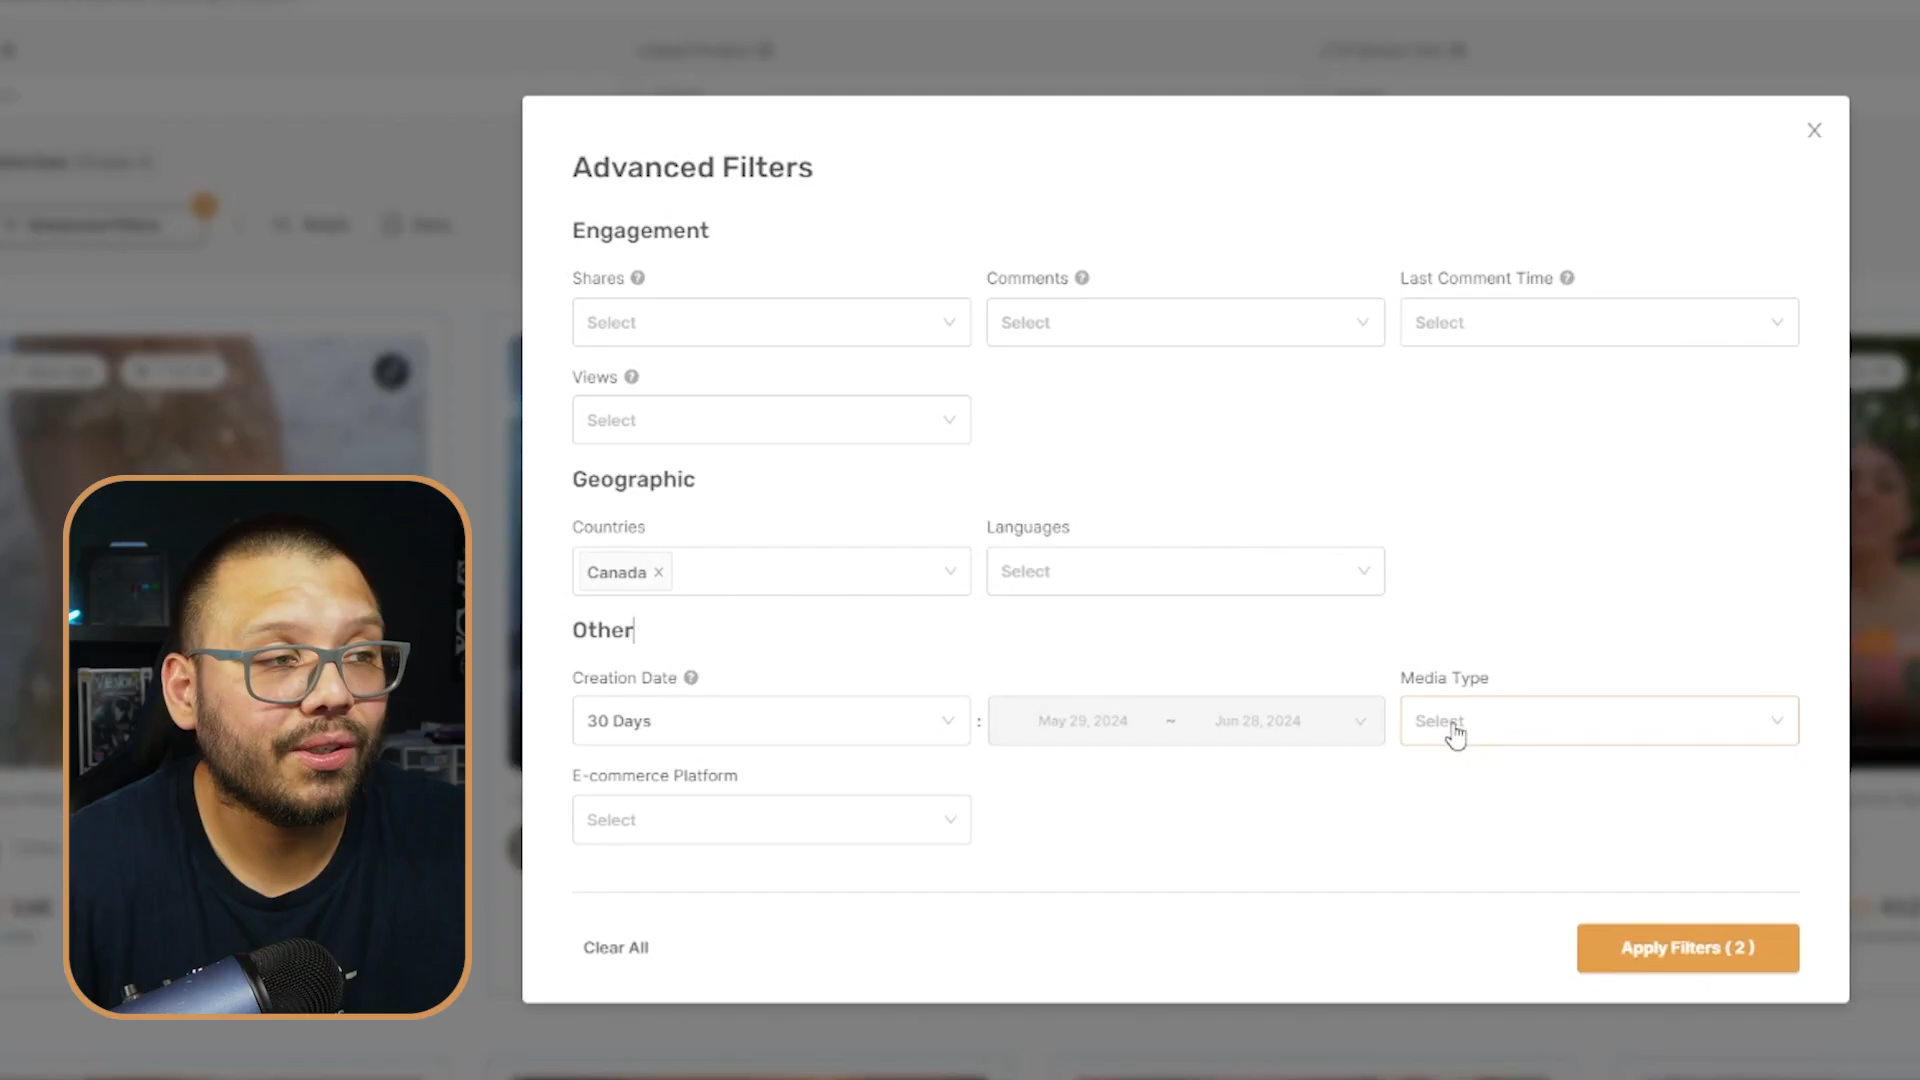 Advanced Filters
Engagement
Shares
Comments
Last Comment Time
Select
Select
Select
Views
Select
Geographic
Countries
Languages
Canada
Select
Other
Creation Date
Media Type
30 Days
:
May 29, 2024 ~ Jun 28, 2024
Select
E-commerce Platform
Select
Clear All
Apply Filters ( 2 )